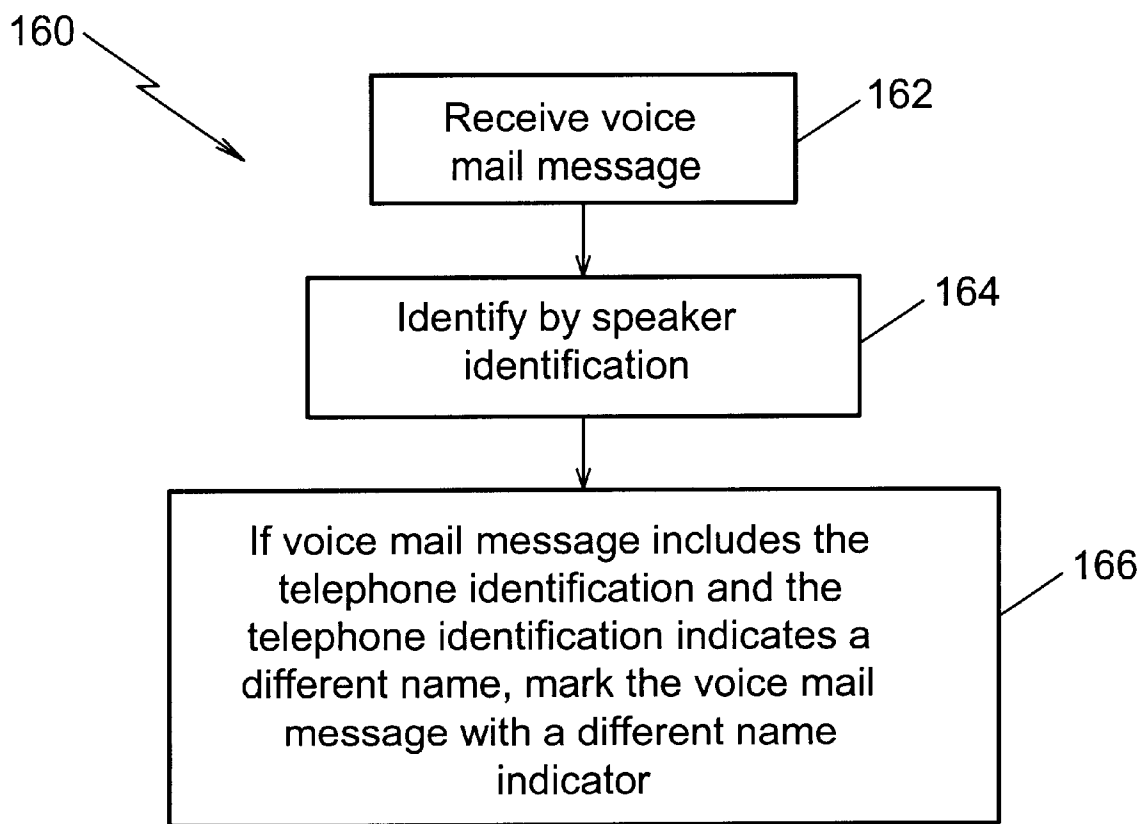 160
Receive voice
mail message
162
Identify by speaker
identification
164
If voice mail message includes the
telephone identification and the
telephone identification indicates a
different name, mark the voice mail
message with a different name
indicator
166